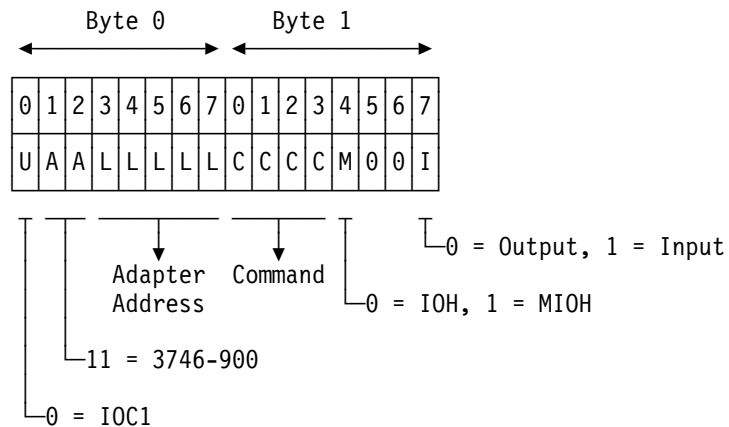 Byte 0 Byte 1
0 1 2 3 4 5 6 7 0 1 2 3 4 5 6 7
U A A L L L L L C C C C M 0 0 I
0 = Output, 1 = Input
Adapter Command
Address
0 = IOH, 1 = MIOH
11 = 3746-900
0 = IOC1